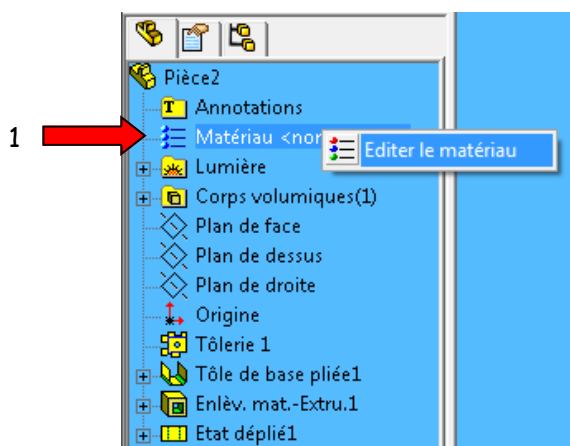 Pièce2
T Annotations
1 Matériau <non Editer le matériau
Lumière
Corps volumiques(1)
Plan de face
Plan de dessus
Plan de droite
Origine
Tôlerie 1
Tôle de base pliée1
Enlèv. mat.-Extru.1
Etat déplié1